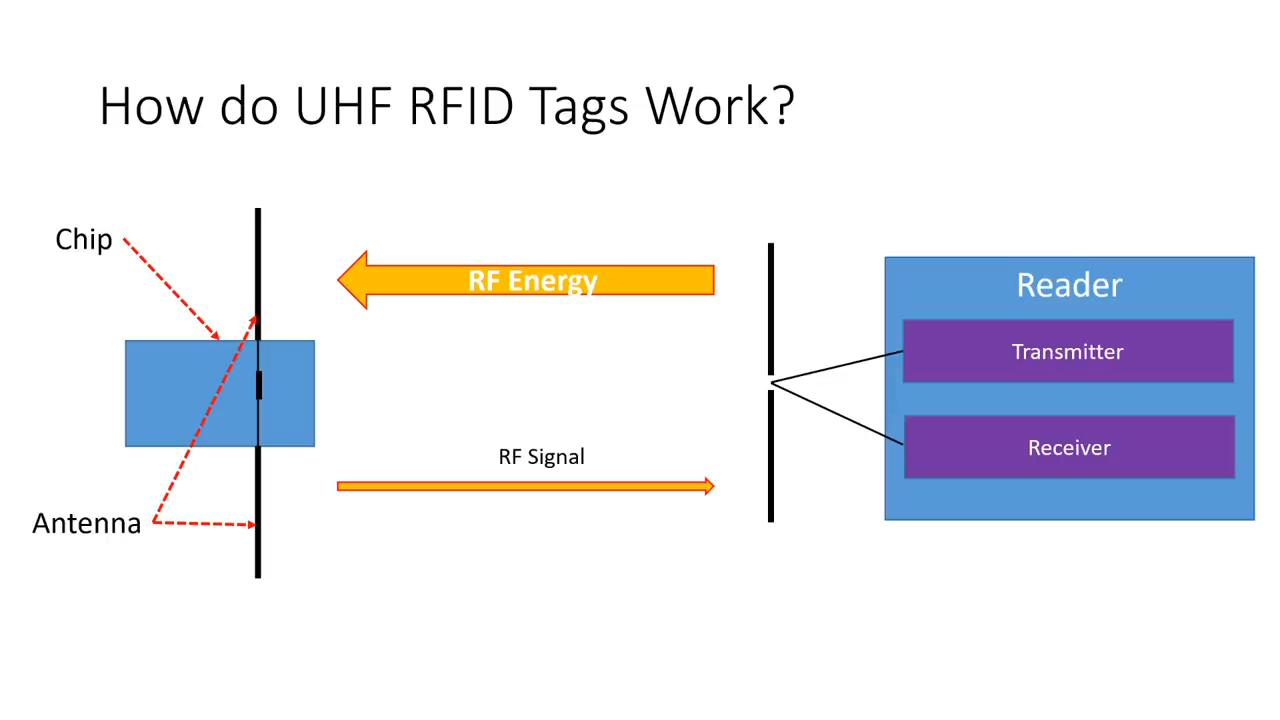 How do UHF RFID Tags Work?
Chip
RF Energy
Reader
Transmitter
Receiver
RF Signal
Antenna